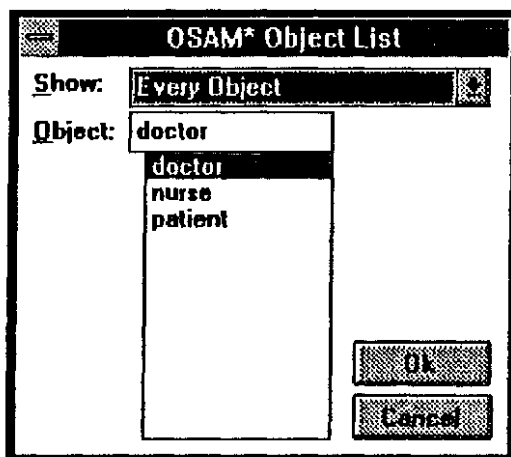 OSAM* Object List
Show: Every Object
Object: doctor
doctor
nurse
patient
Ok
Cancel